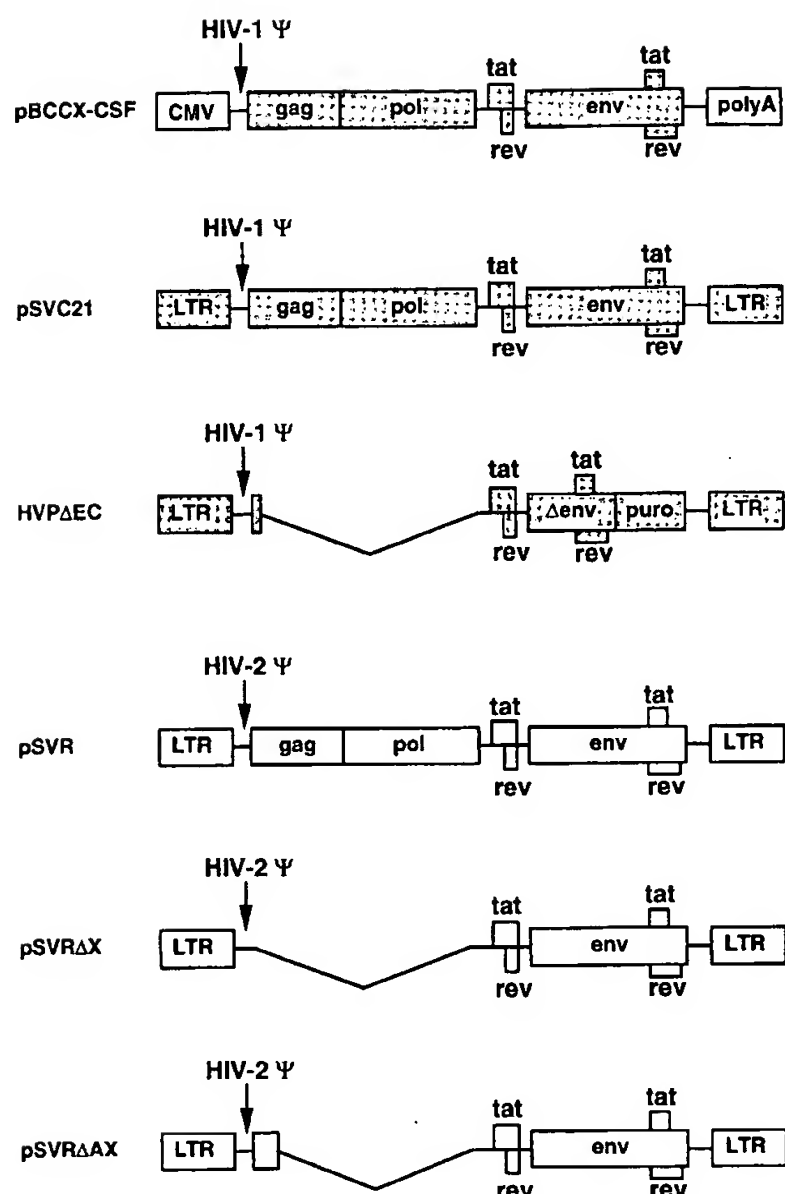 HIV-1 Ψ
tat
pBCCX-CSF CMV gag pol env polyA
rev rev
HIV-1 Ψ
tat tat
pSVC21 LTR gag pol env LTR
rev rev
HIV-1 Ψ
tat tat
HVPΔEC LTR Δenv puro LTR
rev rev
HIV-2 Ψ
tat tat
pSVR LTR gag pol env LTR
rev rev
HIV-2 Ψ
tat tat
pSVRΔX LTR env LTR
rev rev
HIV-2 Ψ
tat tat
pSVRΔAX LTR env LTR
rev rev